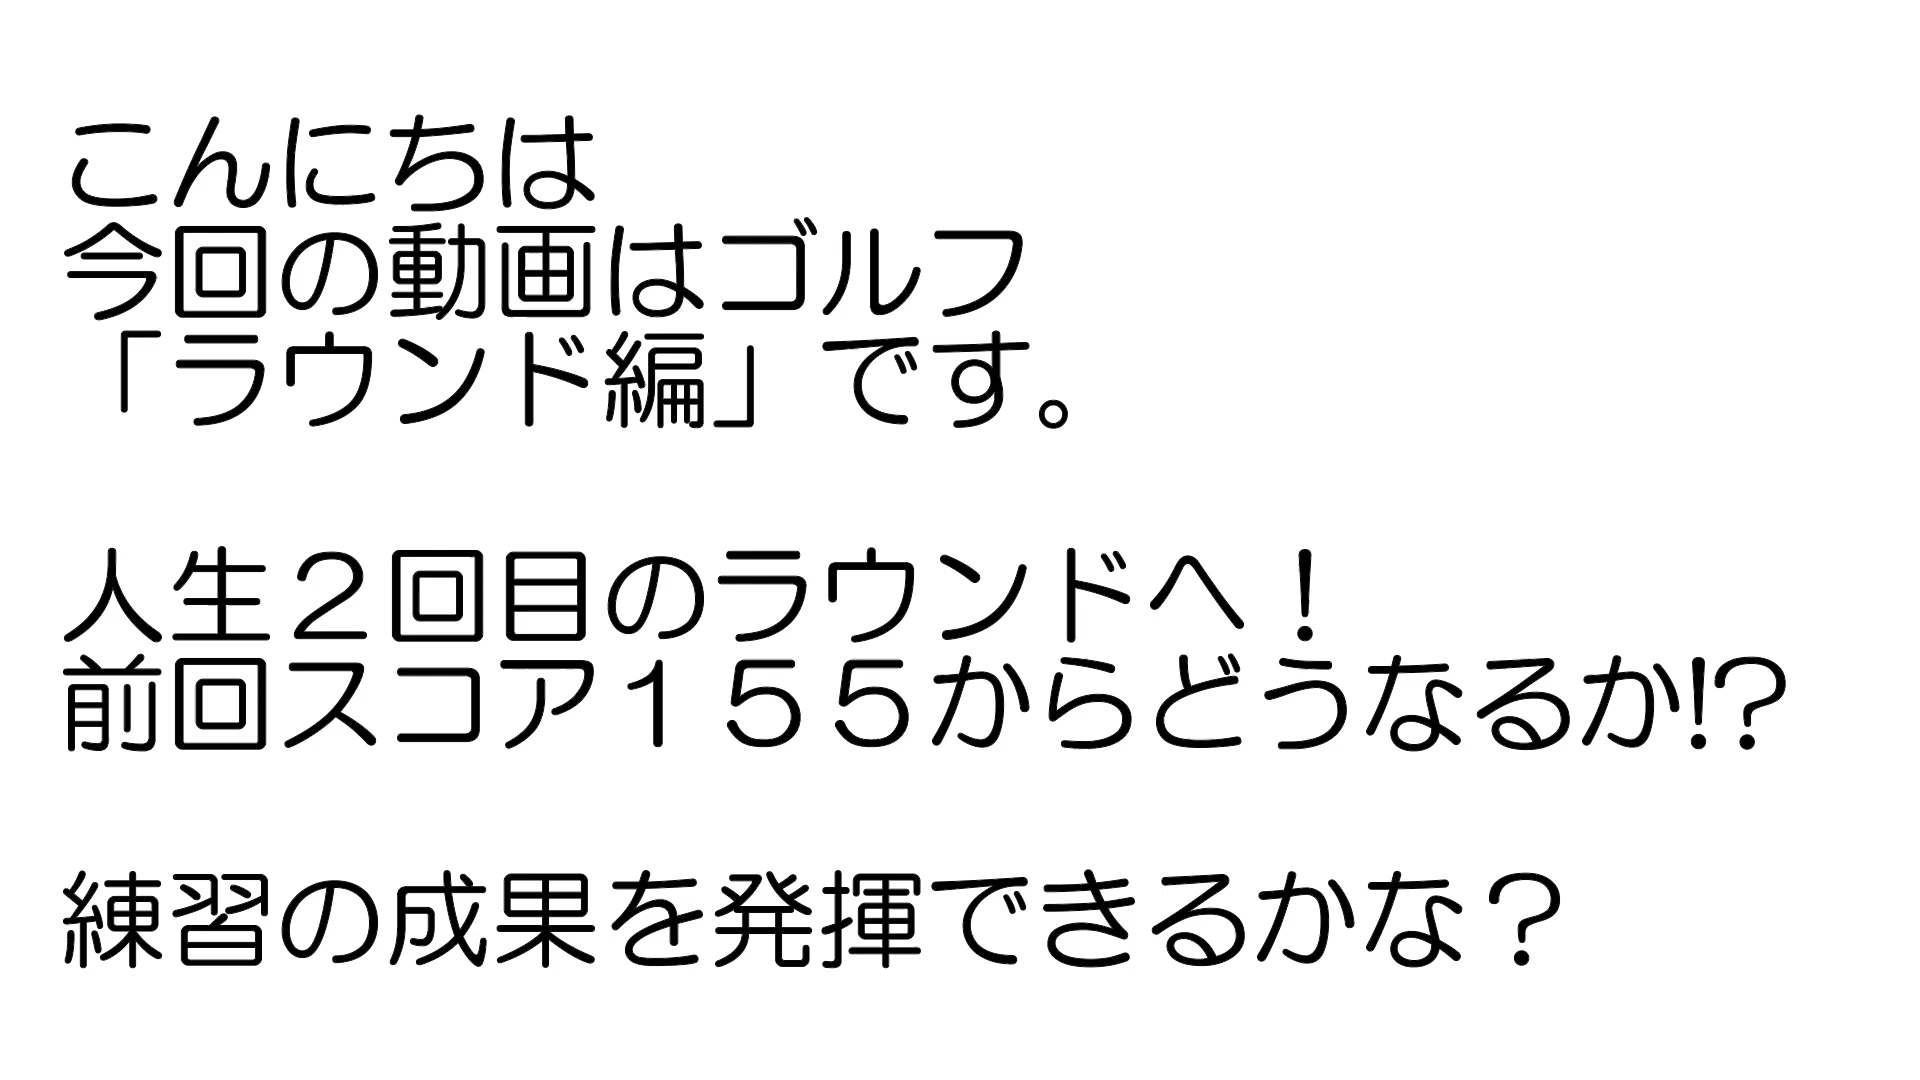 こんにちは
今回の動画はゴルフ
「ラウンド編」です。
人生２回目のラウンドへ！
前回スコア１５５からどうなるか!?
練習の成果を発揮できるかな？